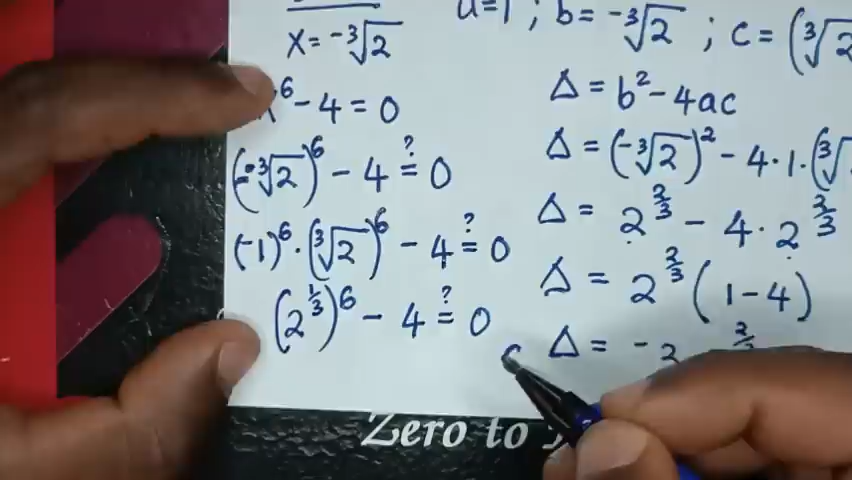 x = -∛2
x⁶ - 4 = 0
(-∛2)⁶ - 4 ≟ 0
(-1)⁶ · (∛2)⁶ - 4 ≟ 0
(2^(1/3))⁶ - 4 ≟ 0
a=1 ; b = -∛2 ; c = (∛2
Δ = b² - 4ac
Δ = (-∛2)² - 4·1·(∛
Δ = 2^(2/3) - 4 · 2^(2/3)
Δ = 2^(2/3) (1-4)
Δ = -
Zero to